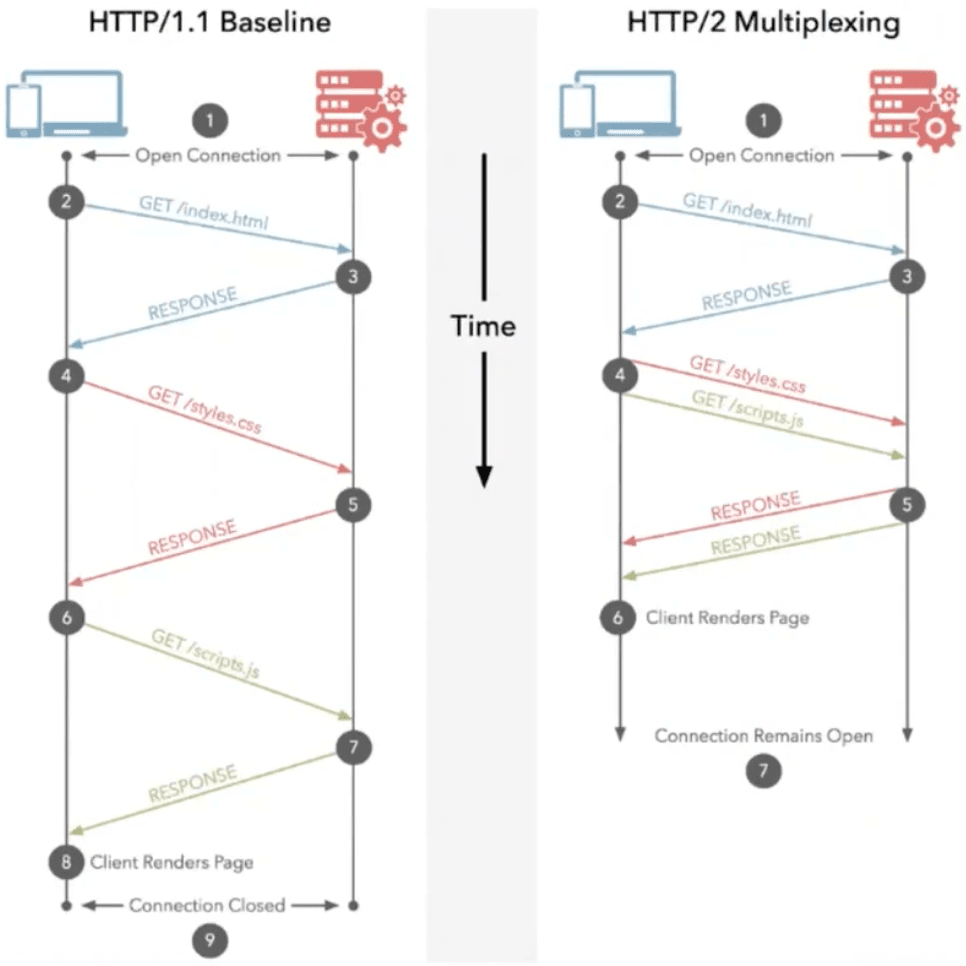 HTTP/1.1 Baseline
1
Open Connection
2
GET /index.html
3
RESPONSE
4
GET /styles.css
5
RESPONSE
6
GET /scripts.js
7
RESPONSE
8 Client Renders Page
Connection Closed
9
Time
HTTP/2 Multiplexing
1
Open Connection
2
GET /index.html
3
RESPONSE
4
GET /styles.css
GET /scripts.js
5
RESPONSE
RESPONSE
6 Client Renders Page
Connection Remains Open
7